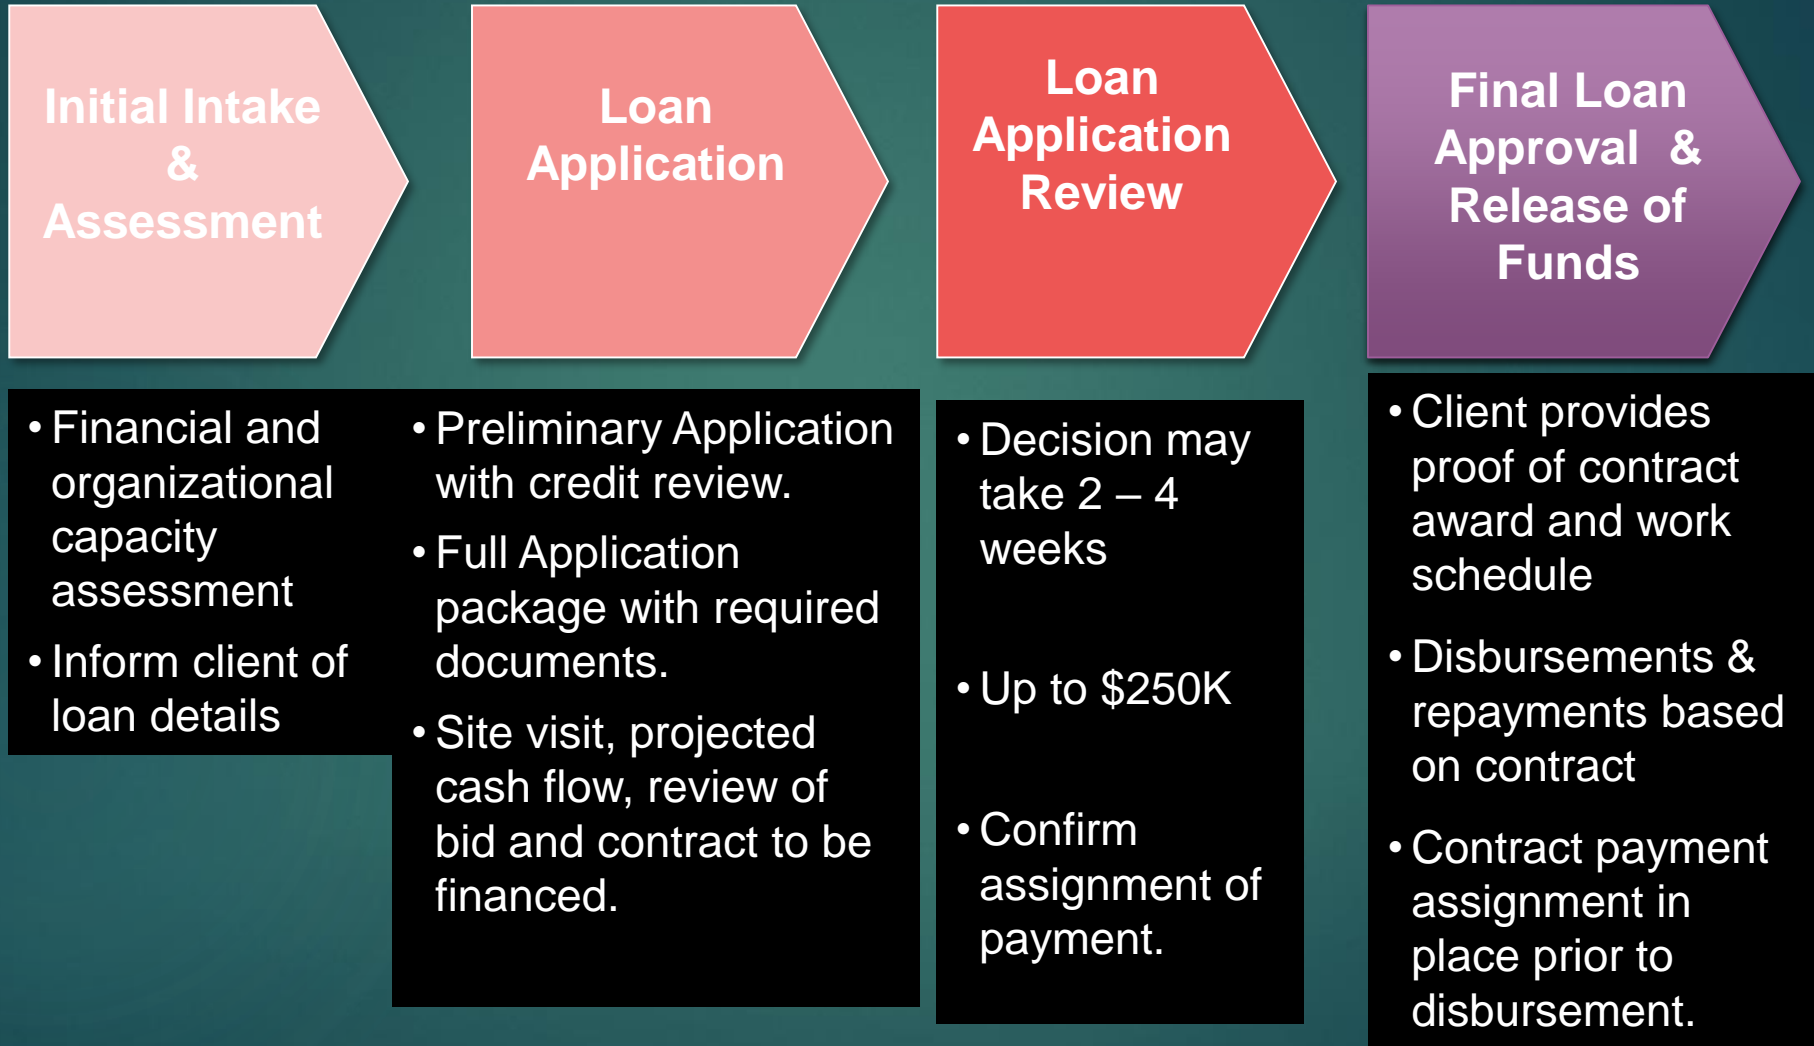 Initial Intake
&
Assessment
Loan
Application
Loan
Application
Review
Final Loan
Approval &
Release of
Funds
• Financial and
organizational
capacity
assessment
• Inform client of
loan details
• Preliminary Application
with credit review.
• Full Application
package with required
documents.
• Site visit, projected
cash flow, review of
bid and contract to be
financed.
• Decision may
take 2 – 4
weeks
• Up to $250K
• Confirm
assignment of
payment.
• Client provides
proof of contract
award and work
schedule
• Disbursements &
repayments based
on contract
• Contract payment
assignment in
place prior to
disbursement.